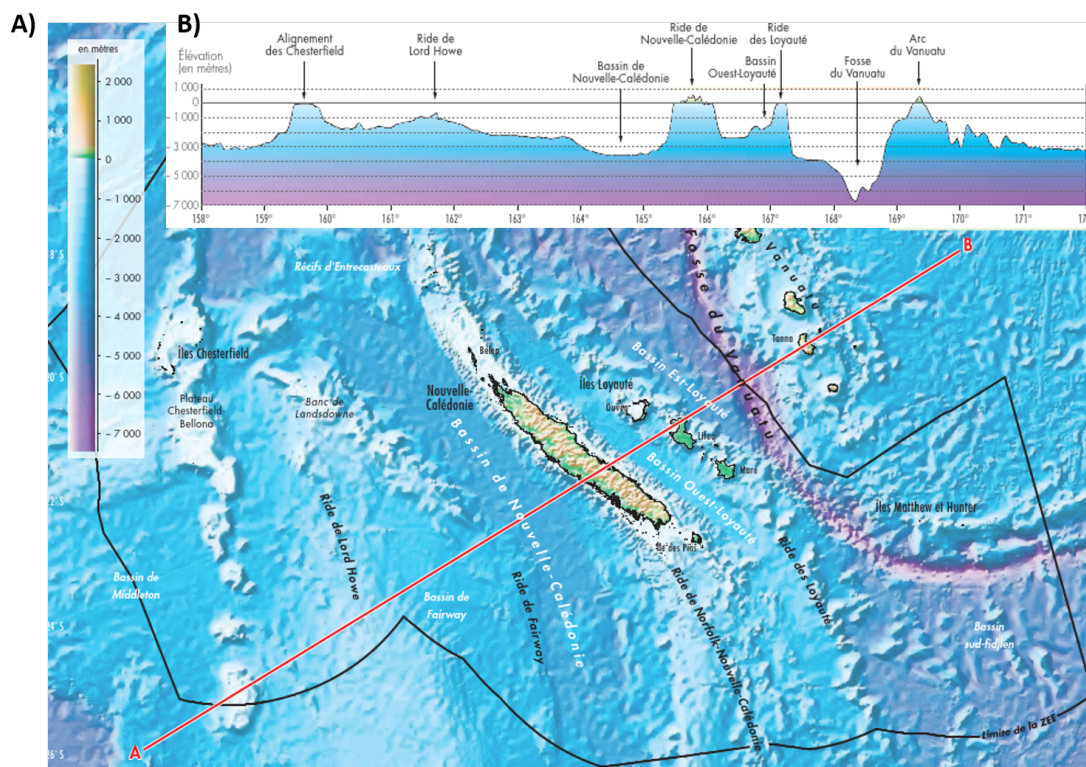 A)
B)
en mètres
2 000
1 000
0
– 1 000
– 2 000
– 3 000
– 4 000
– 5 000
– 6 000
– 7 000
Élévation
(en mètres)
Alignement
des Chesterfield
Ride de
Lord Howe
Bassin de
Nouvelle-Calédonie
Ride de
Nouvelle-Calédonie
Bassin
Ouest-Loyauté
Ride
des Loyauté
Fosse
du Vanuatu
Arc
du Vanuatu
1 000
0
2 000
3 000
5 000
7 000
158° 159° 160° 161° 162° 163° 164° 165° 166° 167° 168° 169° 170° 171°
Récifs d'Entrecasteaux
Fosse du Vanuatu
Vanuatu
B
Tanna
Îles Chesterfield
Bélep
Nouvelle-
Calédonie
Îles Loyauté
Ouvéa
Bassin Est-Loyauté
Plateau
Chesterfield-
Bellona
Banc de
Landsdowne
Lifou
Maré
Bassin Ouest-Loyauté
Bassin de Nouvelle-Calédonie
Île des Pins
Îles Matthew et Hunter
Ride de Lord Howe
Bassin de
Middleton
Bassin de
Fairway
Ride de Fairway
Ride de Norfolk-Nouvelle-Calédonie
Ride des Loyauté
Bassin
sud-fidjien
Limite de la ZEE
A
20° S
22° S
24° S
26° S